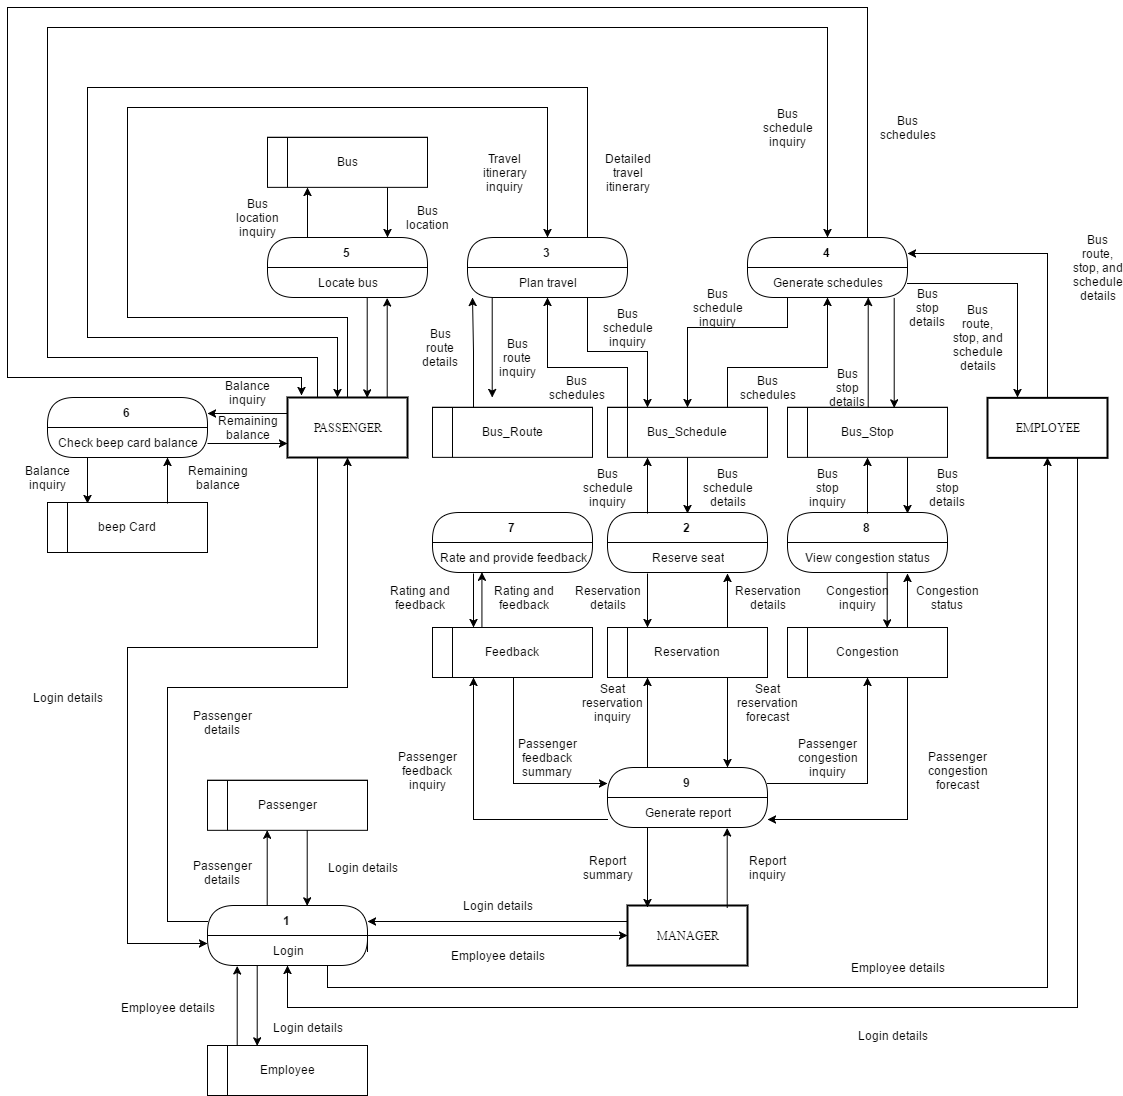 Bus
schedule
inquiry
Bus
schedules
Bus
Travel
itinerary
inquiry
Detailed
travel
itinerary
Bus
location
inquiry
Bus
location
5
Locate bus
3
Plan travel
4
Generate schedules
Bus
route,
stop, and
schedule
details
Bus
route
details
Bus
route
inquiry
Bus
schedule
inquiry
Bus
schedule
inquiry
Bus
stop
details
Bus
route,
stop, and
schedule
details
Bus
schedules
Bus
schedules
Bus
stop
details
Balance
inquiry
Remaining
balance
6
Check beep card balance
PASSENGER
Bus_Route
Bus_Schedule
Bus_Stop
EMPLOYEE
Balance
inquiry
Remaining
balance
beep Card
Bus
schedule
inquiry
Bus
schedule
details
Bus
stop
inquiry
Bus
stop
details
7
Rate and provide feedback
2
Reserve seat
8
View congestion status
Rating and
feedback
Rating and
feedback
Reservation
details
Reservation
details
Congestion
inquiry
Congestion
status
Feedback
Reservation
Congestion
Login details
Passenger
details
Seat
reservation
inquiry
Seat
reservation
forecast
Passenger
feedback
inquiry
Passenger
feedback
summary
Passenger
congestion
inquiry
Passenger
congestion
forecast
9
Generate report
Passenger
Passenger
details
Login details
Report
summary
Report
inquiry
1
Login
Login details
Employee details
MANAGER
Employee details
Employee details
Login details
Login details
Employee